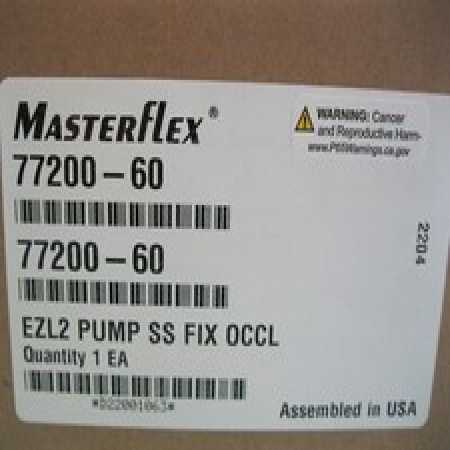 MASTERFLEX®
WARNING: Cancer
and Reproductive Harm-
www.P65Warnings.ca.gov
77200-60
77200-60
2204
EZL2 PUMP SS FIX OCCL
Quantity 1 EA
*D22001063*
Assembled in USA